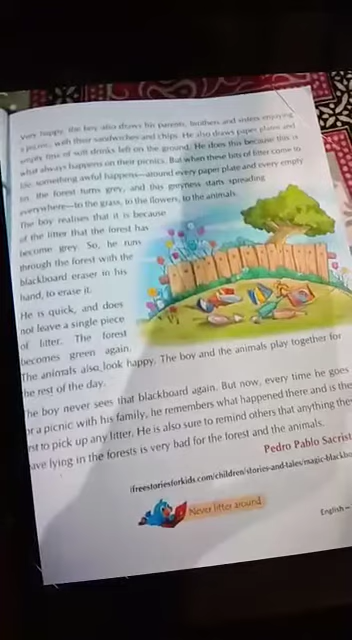 Very happy, the boy also draws his parents, brothers and sisters enjoying
a picnic, with their sandwiches and chips. He also draws paper plates and
empty tins of soft drinks left on the ground. He does this because this is
what always happens on their picnics. But when these bits of litter come to
life, something awful happens—around every paper plate and every empty
tin, the forest turns grey, and this greyness starts spreading
everywhere—to the grass, to the flowers, to the animals.
The boy realises that it is because
of the litter that the forest has
become grey. So, he runs
through the forest with the
blackboard eraser in his
hand, to erase it.
He is quick, and does
not leave a single piece
of litter. The forest
becomes green again.
The animals also look happy. The boy and the animals play together for
the rest of the day.
The boy never sees that blackboard again. But now, every time he goes
for a picnic with his family, he remembers what happened there and is the
first to pick up any litter. He is also sure to remind others that anything they
leave lying in the forests is very bad for the forest and the animals.
Pedro Pablo Sacrist
/freestoriesforkids.com/children/stories-and-tales/magic-blackbo
Never litter around
English –